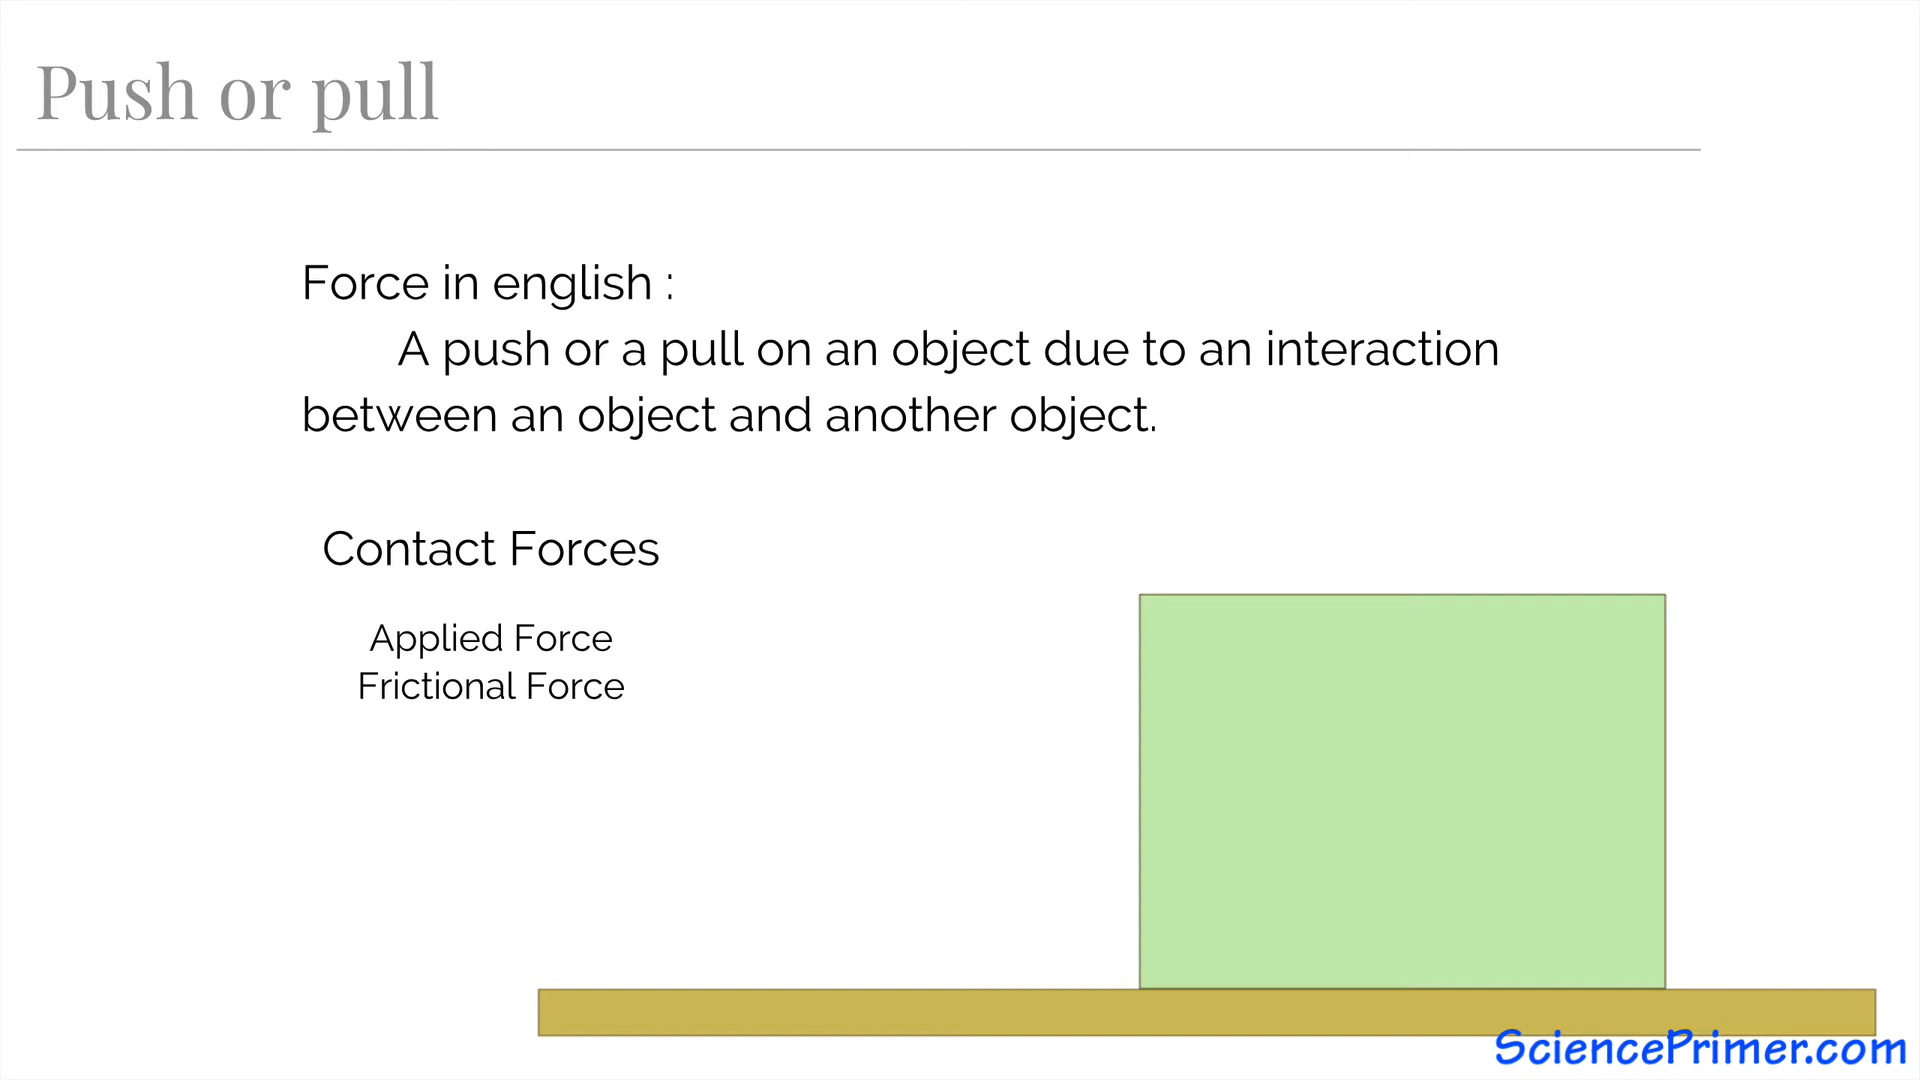 Push or pull
Force in english :
A push or a pull on an object due to an interaction
between an object and another object.
Contact Forces
Applied Force
Frictional Force
SciencePrimer.com